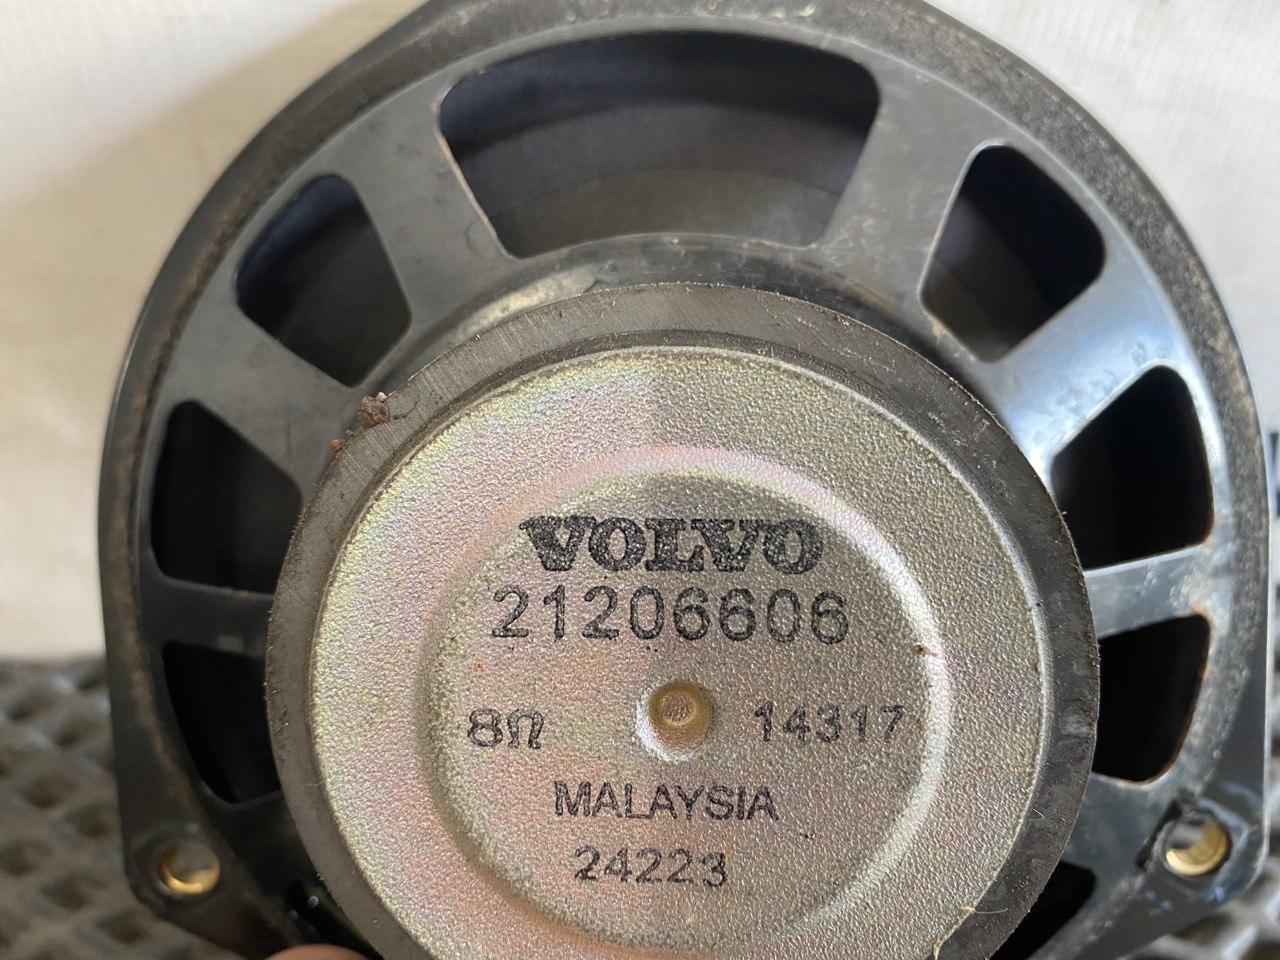 VOLVO
21206606
8Ω 14317
MALAYSIA
24223